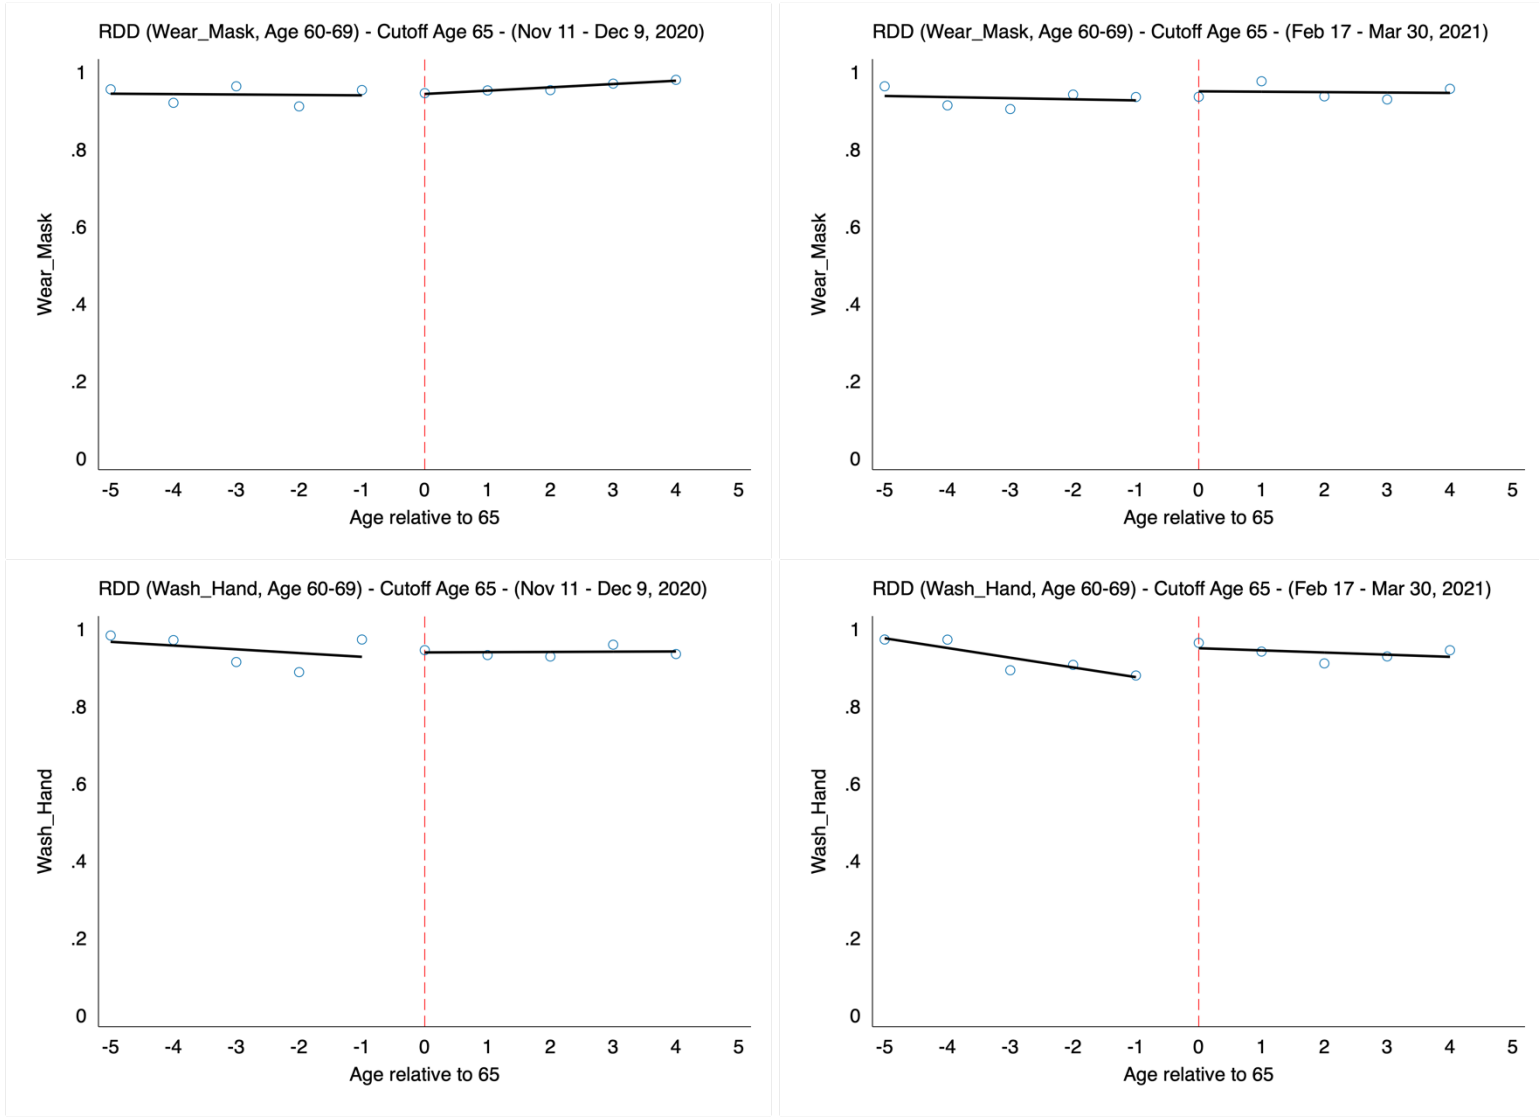 RDD (Wear_Mask, Age 60-69) - Cutoff Age 65 - (Nov 11 - Dec 9, 2020)
1
.8
.6
.4
.2
0
Wear_Mask
-5 -4 -3 -2 -1 0 1 2 3 4 5
Age relative to 65
RDD (Wear_Mask, Age 60-69) - Cutoff Age 65 - (Feb 17 - Mar 30, 2021)
1
.8
.6
.4
.2
0
Wear_Mask
-5 -4 -3 -2 -1 0 1 2 3 4 5
Age relative to 65
RDD (Wash_Hand, Age 60-69) - Cutoff Age 65 - (Nov 11 - Dec 9, 2020)
1
.8
.6
.4
.2
0
Wash_Hand
-5 -4 -3 -2 -1 0 1 2 3 4 5
Age relative to 65
RDD (Wash_Hand, Age 60-69) - Cutoff Age 65 - (Feb 17 - Mar 30, 2021)
1
.8
.6
.4
.2
0
Wash_Hand
-5 -4 -3 -2 -1 0 1 2 3 4 5
Age relative to 65